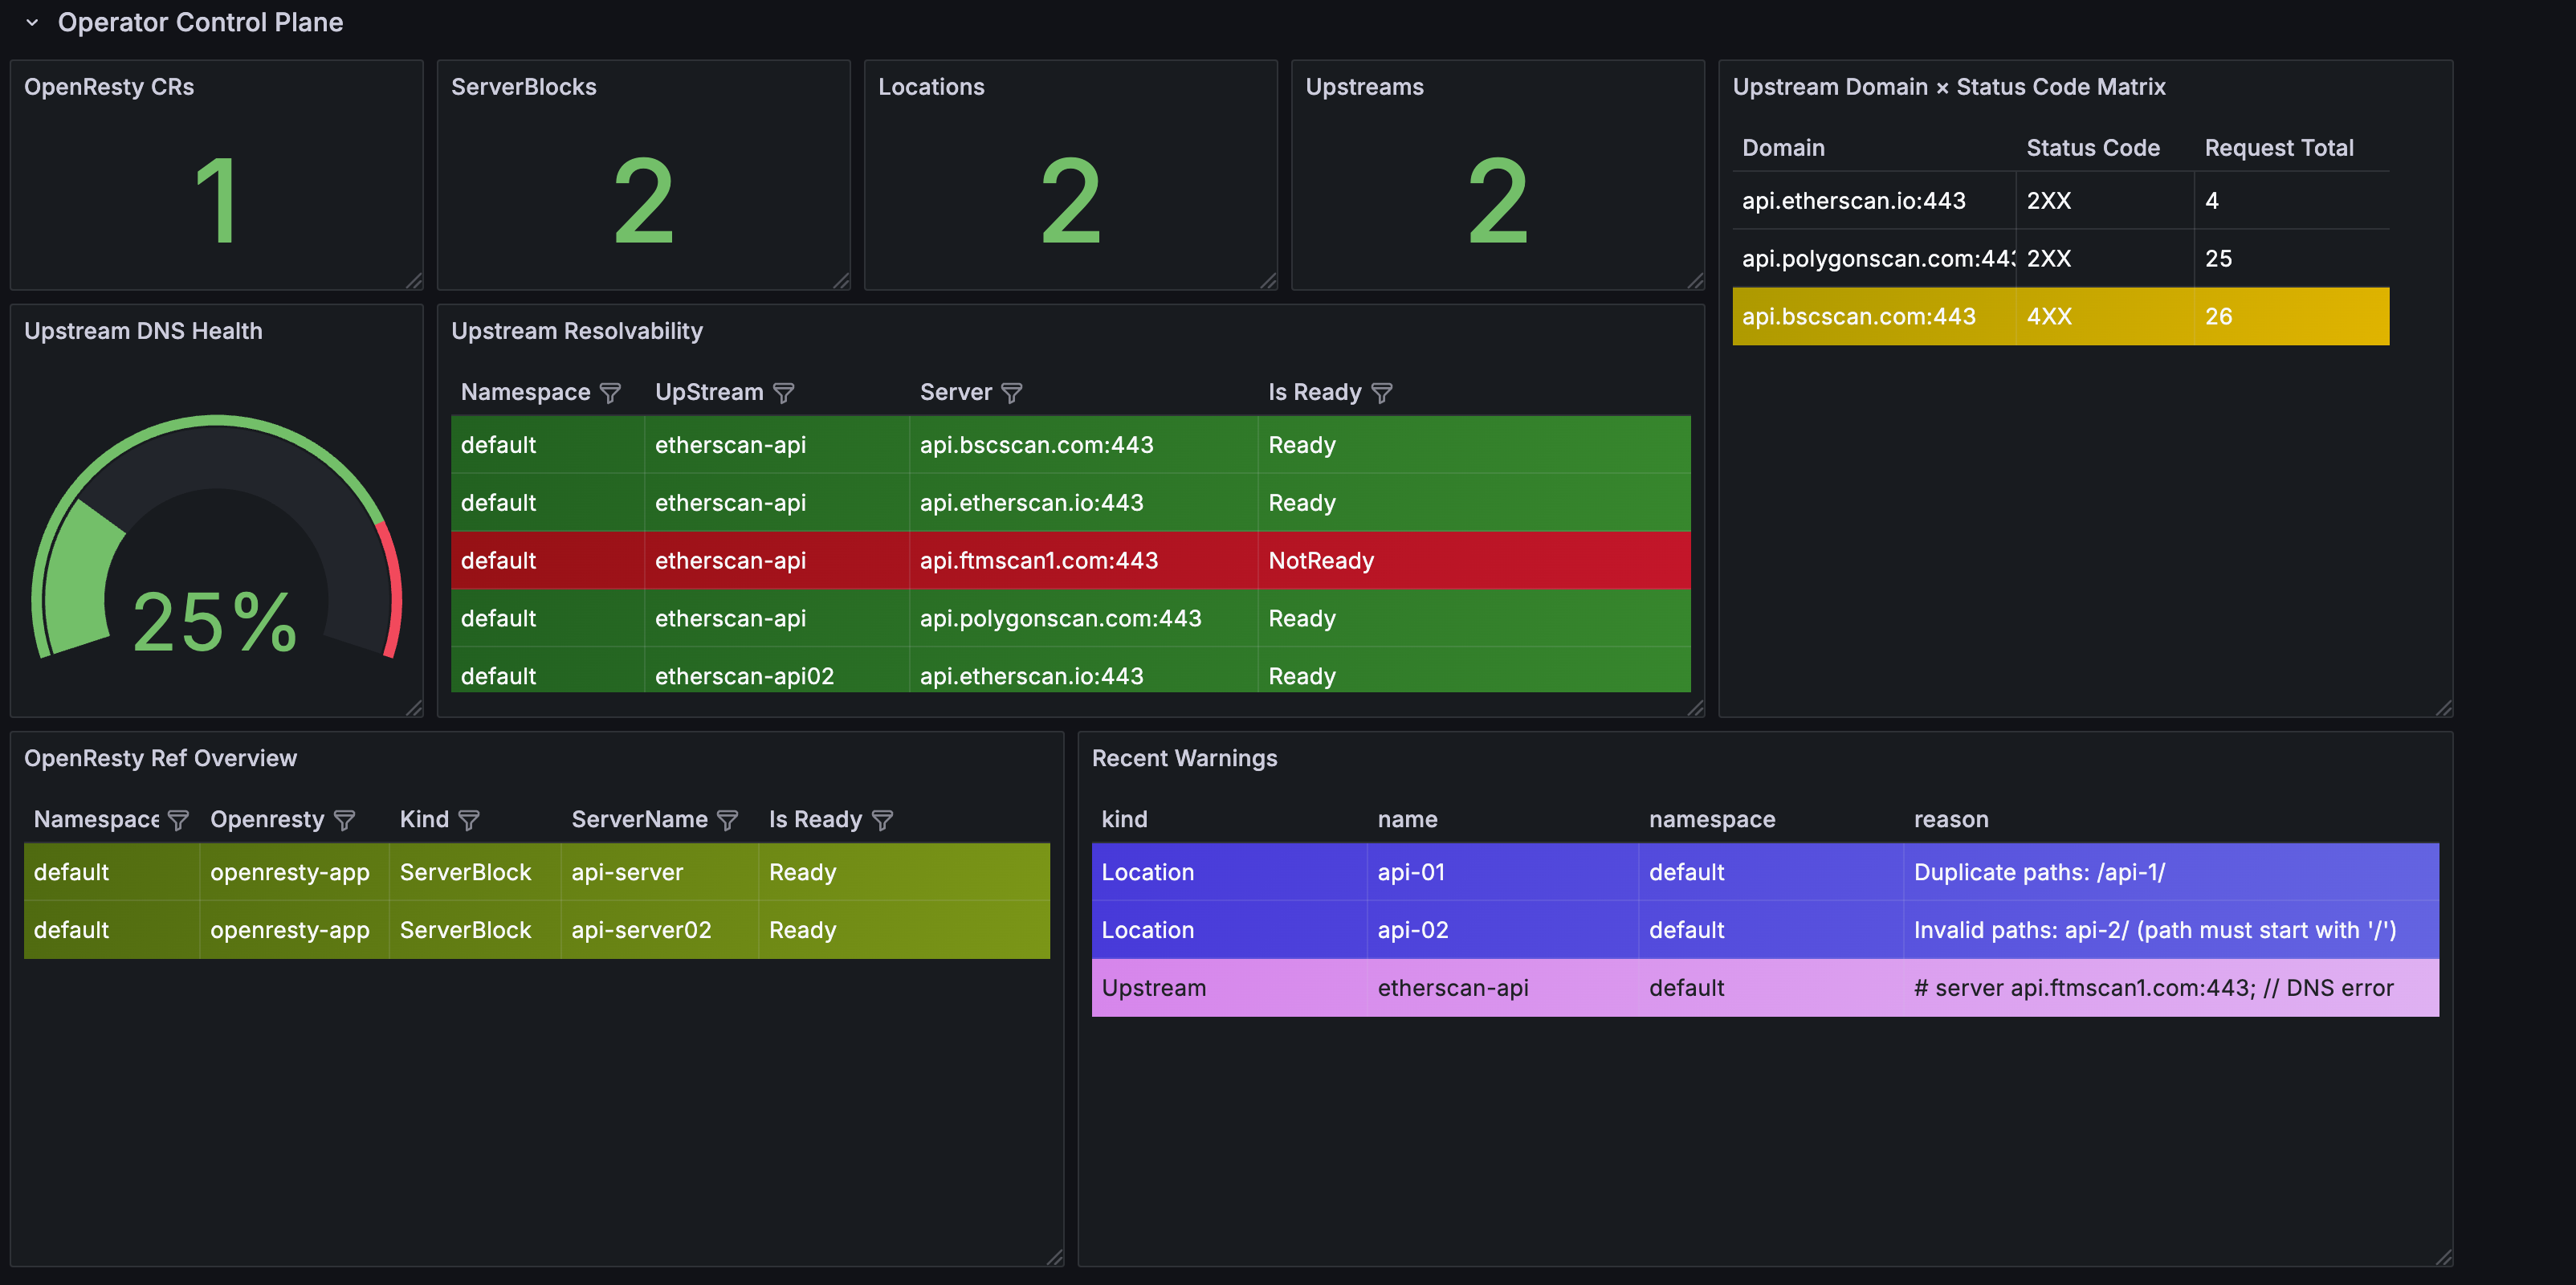 Operator Control Plane
OpenResty CRs
1
ServerBlocks
2
Locations
2
Upstreams
2
Upstream Domain × Status Code Matrix
Domain Status Code Request Total
api.etherscan.io:443 2XX 4
api.polygonscan.com:443 2XX 25
api.bscscan.com:443 4XX 26
Upstream DNS Health
25%
Upstream Resolvability
Namespace UpStream Server Is Ready
default etherscan-api api.bscscan.com:443 Ready
default etherscan-api api.etherscan.io:443 Ready
default etherscan-api api.ftmscan1.com:443 NotReady
default etherscan-api api.polygonscan.com:443 Ready
default etherscan-api02 api.etherscan.io:443 Ready
OpenResty Ref Overview
Namespace Openresty Kind ServerName Is Ready
default openresty-app ServerBlock api-server Ready
default openresty-app ServerBlock api-server02 Ready
Recent Warnings
kind name namespace reason
Location api-01 default Duplicate paths: /api-1/
Location api-02 default Invalid paths: api-2/ (path must start with '/')
Upstream etherscan-api default # server api.ftmscan1.com:443; // DNS error